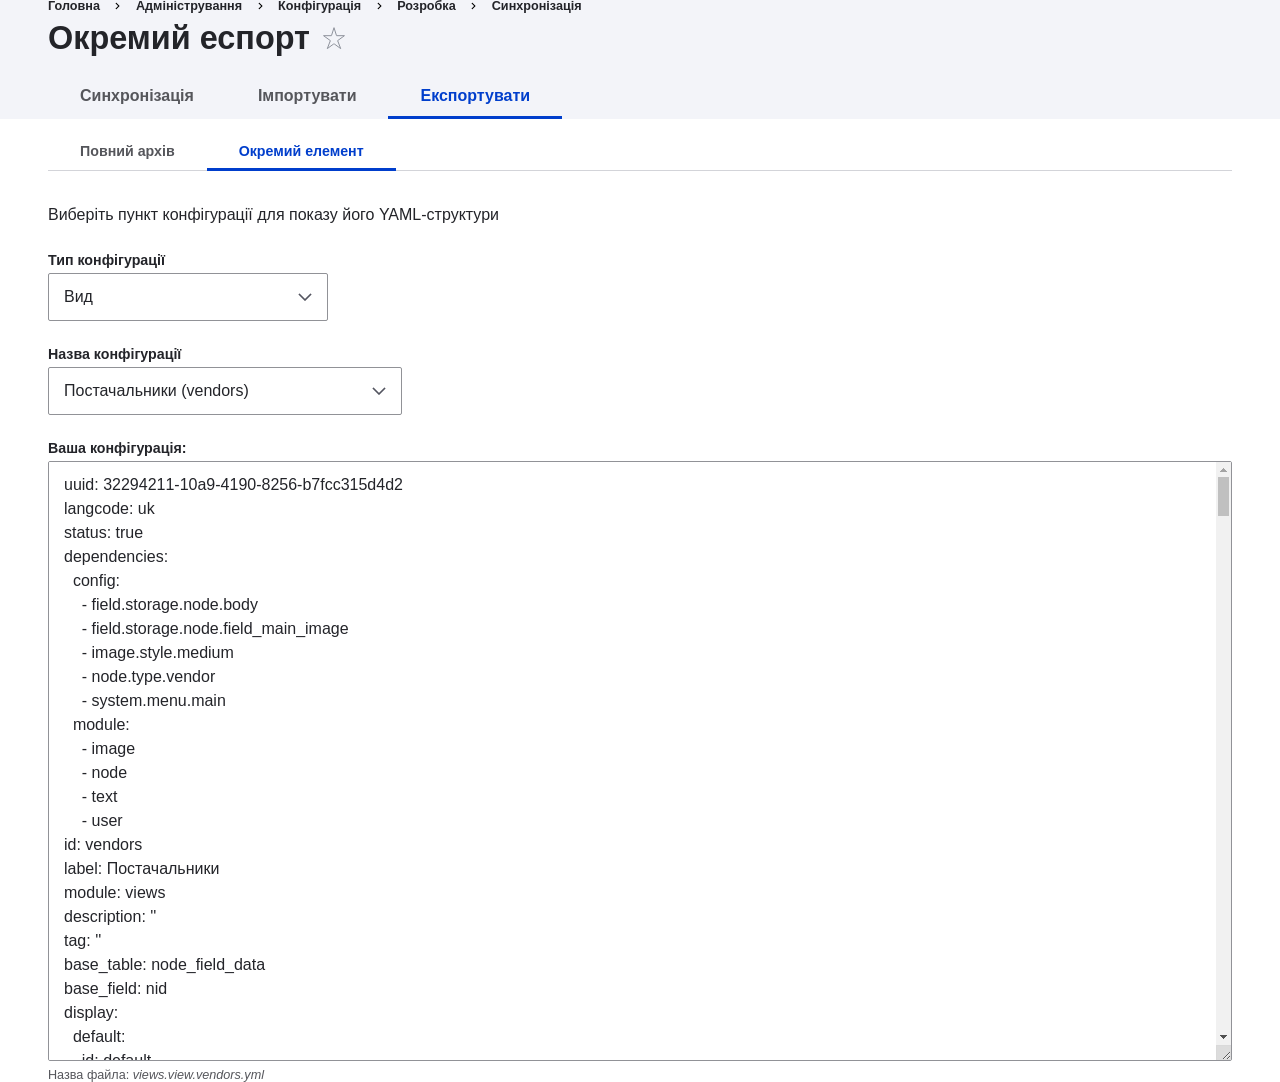 Головна › Адміністрування › Конфігурація › Розробка › Синхронізація
Окремий еспорт ☆
Синхронізація Імпортувати Експортувати
Повний архів Окремий елемент
Виберіть пункт конфігурації для показу його YAML-структури
Тип конфігурації
Вид
Назва конфігурації
Постачальники (vendors)
Ваша конфігурація:
uuid: 32294211-10a9-4190-8256-b7fcc315d4d2
langcode: uk
status: true
dependencies:
  config:
    - field.storage.node.body
    - field.storage.node.field_main_image
    - image.style.medium
    - node.type.vendor
    - system.menu.main
  module:
    - image
    - node
    - text
    - user
id: vendors
label: Постачальники
module: views
description: ''
tag: ''
base_table: node_field_data
base_field: nid
display:
  default:
    id: default
Назва файла: views.view.vendors.yml